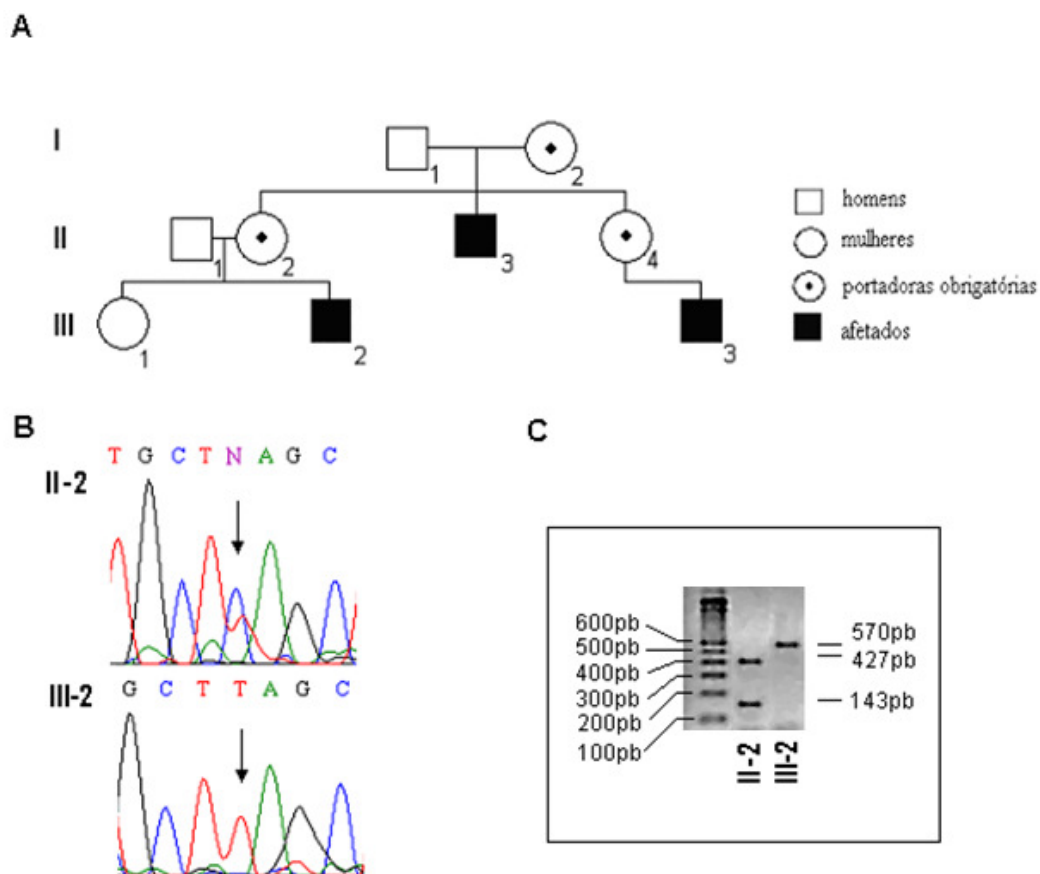 A
I
1
2
homens
mulheres
portadoras obrigatórias
afetados
II
1
2
3
4
III
1
2
3
B
T G C T N A G C
II-2
G C T T A G C
III-2
C
600pb
500pb
400pb
300pb
200pb
100pb
570pb
427pb
143pb
II-2
III-2